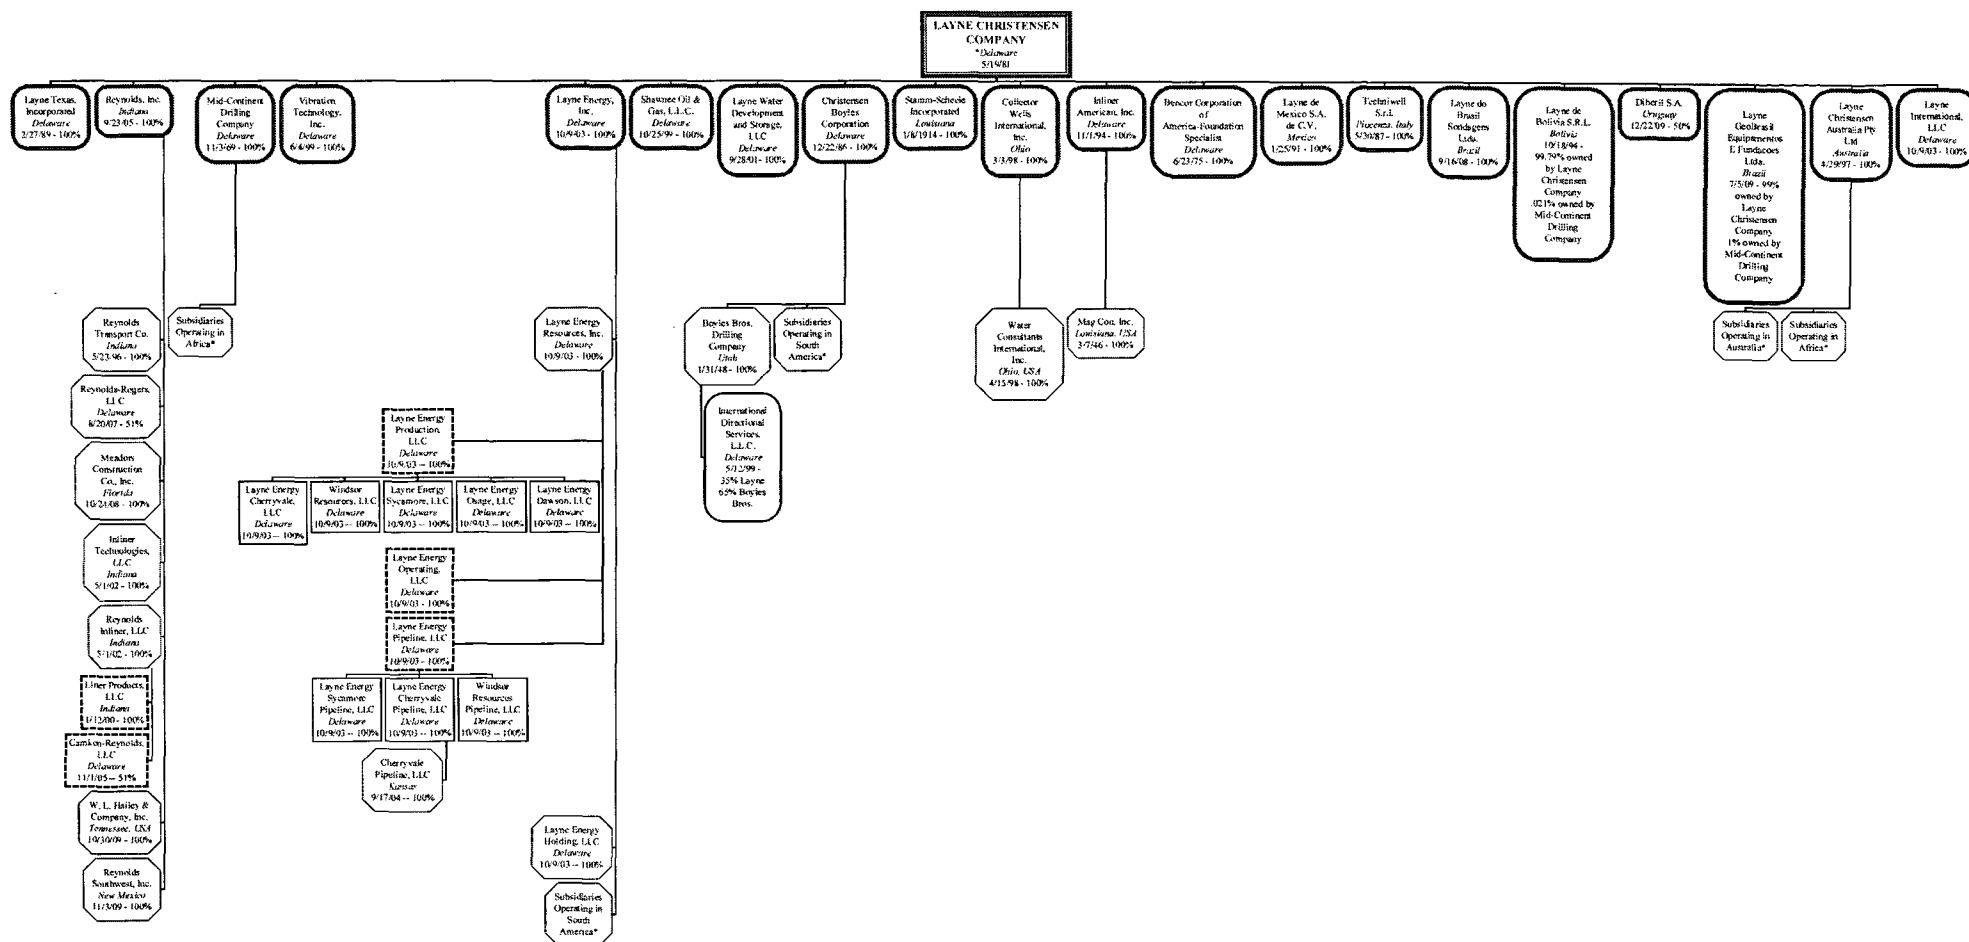 LAYNE CHRISTENSEN
COMPANY
*Delaware
5/19/81
Layne Texas,
Incorporated
Delaware
2/27/89 - 100%
Reynolds, Inc.
Indiana
9/23/05 - 100%
Mid-Continent
Drilling
Company
Delaware
11/3/69 - 100%
Vibration
Technology,
Inc.
Delaware
6/4/99 - 100%
Layne Energy,
Inc.
Delaware
10/9/03 - 100%
Shawnee Oil &
Gas, L.L.C.
Delaware
10/25/99 - 100%
Layne Water
Development
and Storage,
LLC
Delaware
9/28/01 - 100%
Christensen
Boyles
Corporation
Delaware
12/22/86 - 100%
Stamm-Scheele
Incorporated
Louisiana
1/8/1914 - 100%
Collector
Wells
International,
Inc.
Ohio
3/3/98 - 100%
Inliner
American, Inc.
Delaware
11/1/94 - 100%
Bencor Corporation
of
America-Foundation
Specialist
Delaware
6/23/75 - 100%
Layne de
Mexico S.A.
de C.V.
Mexico
1/25/91 - 100%
Techniwell
S.r.l.
Piacenza, Italy
5/30/87 - 100%
Layne do
Brasil
Sondagens
Ltda.
Brazil
9/16/08 - 100%
Layne de
Bolivia S.R.L.
Bolivia
10/18/96 -
99.79% owned
by Layne
Christensen
Company
.021% owned by
Mid-Continent
Drilling
Company
Diberil S.A.
Uruguay
12/22/09 - 50%
Layne
GeoBrasil
Equipamentos
E Fundacoes
Ltda.
Brazil
7/5/09 - 99%
owned by
Layne
Christensen
Company
1% owned by
Mid-Continent
Drilling
Company
Layne
Christensen
Australia Pty
Ltd
Australia
4/29/97 - 100%
Layne
International,
LLC
Delaware
10/9/03 - 100%
Reynolds
Transport Co.
Indiana
5/23/96 - 100%
Subsidiaries
Operating in
Africa*
Layne Energy
Resources, Inc.
Delaware
10/9/03 - 100%
Boyles Bros.
Drilling
Company
Utah
1/31/48 - 100%
Subsidiaries
Operating in
South
America*
Water
Consultants
International,
Inc.
Ohio, USA
4/15/98 - 100%
Mag Con, Inc.
Louisiana, USA
3/7/46 - 100%
Subsidiaries
Operating in
Australia*
Subsidiaries
Operating in
Africa*
Reynolds-Rogers,
LLC
Delaware
8/20/07 - 51%
Meadors
Construction
Co., Inc.
Florida
10/24/08 - 100%
Inliner
Technologies,
LLC
Indiana
5/1/02 - 100%
Reynolds
Inliner, LLC
Indiana
5/1/02 - 100%
Liner Products,
LLC
Indiana
1/12/00 - 100%
Camkon-Reynolds,
LLC
Delaware
11/1/05 -- 51%
W. L. Hailey &
Company, Inc.
Tennessee, USA
10/30/09 - 100%
Reynolds
Southwest, Inc.
New Mexico
11/3/09 - 100%
Layne Energy
Production,
LLC
Delaware
10/9/03 -- 100%
Layne Energy
Cherryvale,
LLC
Delaware
10/9/03 -- 100%
Windsor
Resources, LLC
Delaware
10/9/03 -- 100%
Layne Energy
Sycamore, LLC
Delaware
10/9/03 -- 100%
Layne Energy
Osage, LLC
Delaware
10/9/03 -- 100%
Layne Energy
Dawson, LLC
Delaware
10/9/03 -- 100%
Layne Energy
Operating,
LLC
Delaware
10/9/03 - 100%
Layne Energy
Pipeline, LLC
Delaware
10/9/03 -- 100%
Layne Energy
Sycamore
Pipeline, LLC
Delaware
10/9/03 -- 100%
Layne Energy
Cherryvale
Pipeline, LLC
Delaware
10/9/03 -- 100%
Windsor
Resources
Pipeline, LLC
Delaware
10/9/03 -- 100%
Cherryvale
Pipeline, LLC
Kansas
9/17/04 -- 100%
International
Directional
Services,
L.L.C.
Delaware
5/12/99 -
35% Layne
65% Boyles
Bros.
Layne Energy
Holding, LLC
Delaware
10/9/03 -- 100%
Subsidiaries
Operating in
South
America*